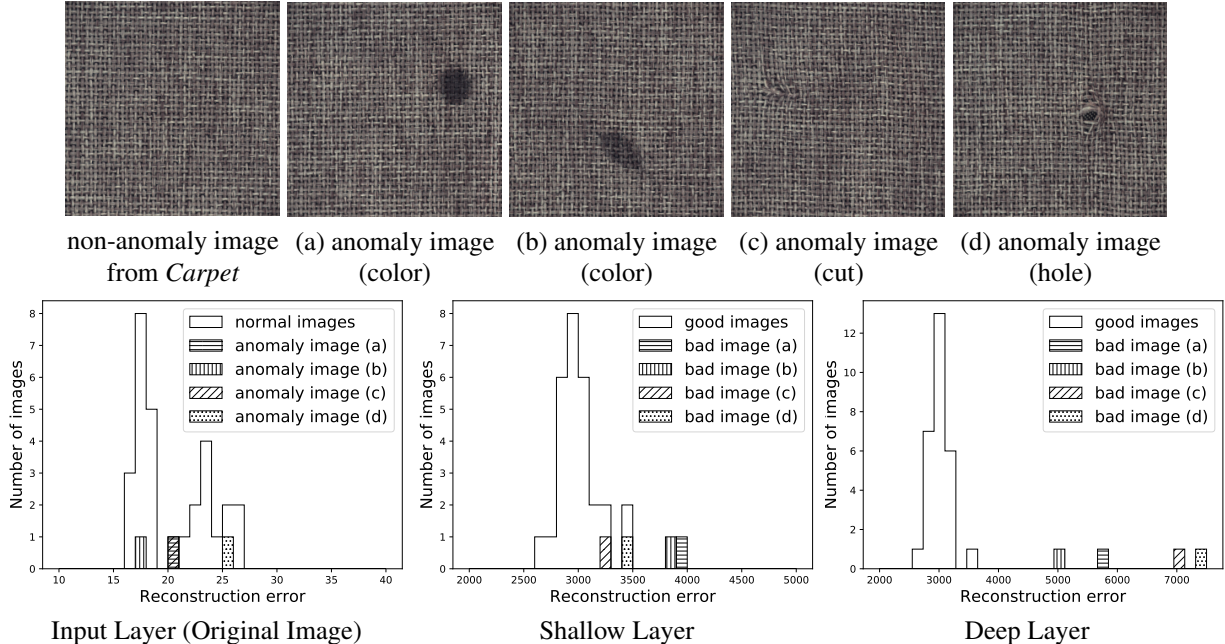 non-anomaly image
from Carpet
(a) anomaly image
(color)
(b) anomaly image
(color)
(c) anomaly image
(cut)
(d) anomaly image
(hole)
Number of images
8
7
6
5
4
3
2
1
0
normal images
anomaly image (a)
anomaly image (b)
anomaly image (c)
anomaly image (d)
10 15 20 25 30 35 40
Reconstruction error
Input Layer (Original Image)
Number of images
8
7
6
5
4
3
2
1
0
good images
bad image (a)
bad image (b)
bad image (c)
bad image (d)
2000 2500 3000 3500 4000 4500 5000
Reconstruction error
Shallow Layer
Number of images
12
10
8
6
4
2
0
good images
bad image (a)
bad image (b)
bad image (c)
bad image (d)
2000 3000 4000 5000 6000 7000
Reconstruction error
Deep Layer